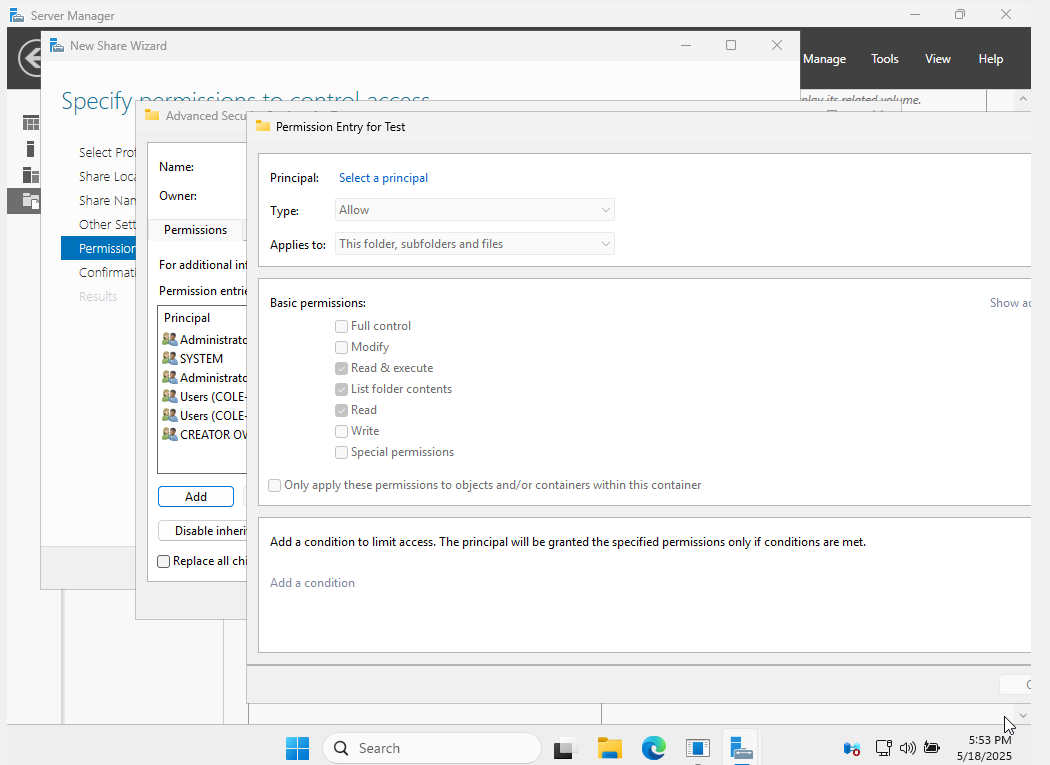 Server Manager
New Share Wizard
Manage Tools View Help
Specify permissions to control access
play its related volume.
Advanced Secu
Permission Entry for Test
Select Prof
Share Loca
Share Nam
Other Sett
Permission
Confirmati
Results
Name:
Owner:
Permissions
For additional inf
Permission entrie
Principal
Administrato
SYSTEM
Administrato
Users (COLE-
Users (COLE-
CREATOR OW
Add
Disable inherit
Replace all chi
Principal: Select a principal
Type: Allow
Applies to: This folder, subfolders and files
Basic permissions: Show ad
Full control
Modify
Read & execute
List folder contents
Read
Write
Special permissions
Only apply these permissions to objects and/or containers within this container
Add a condition to limit access. The principal will be granted the specified permissions only if conditions are met.
Add a condition
Search
5:53 PM
5/18/2025